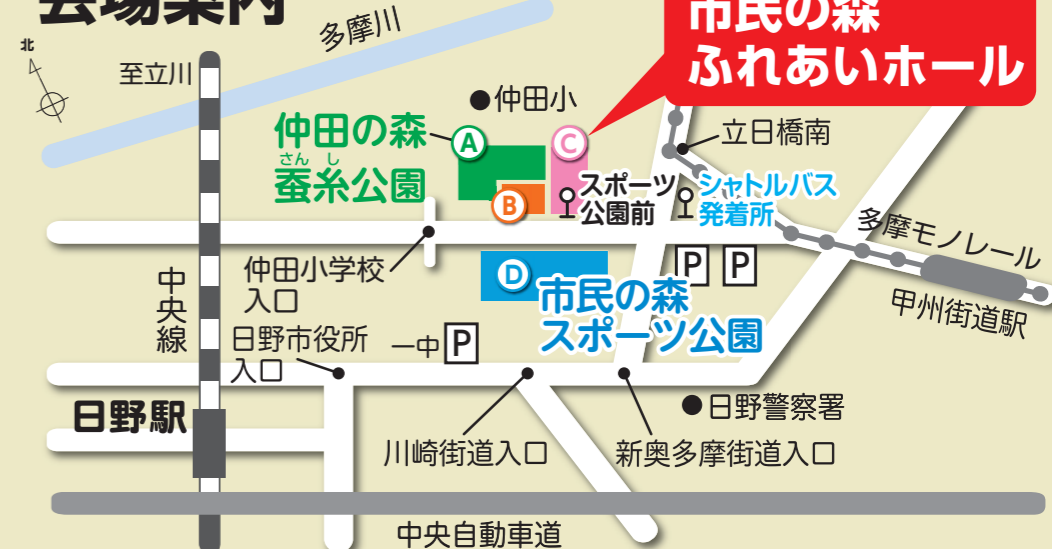 会場案内
北
多摩川
至立川
市民の森
ふれあいホール
仲田小
立日橋南
仲田の森
さん し
蚕糸公園
A
C
B
スポーツ
公園前
シャトルバス
発着所
多摩モノレール
甲州街道駅
中央線
仲田小学校
入口
D
市民の森
スポーツ公園
P
P
日野市役所
入口
一中
P
日野駅
日野警察署
川崎街道入口
新奥多摩街道入口
中央自動車道